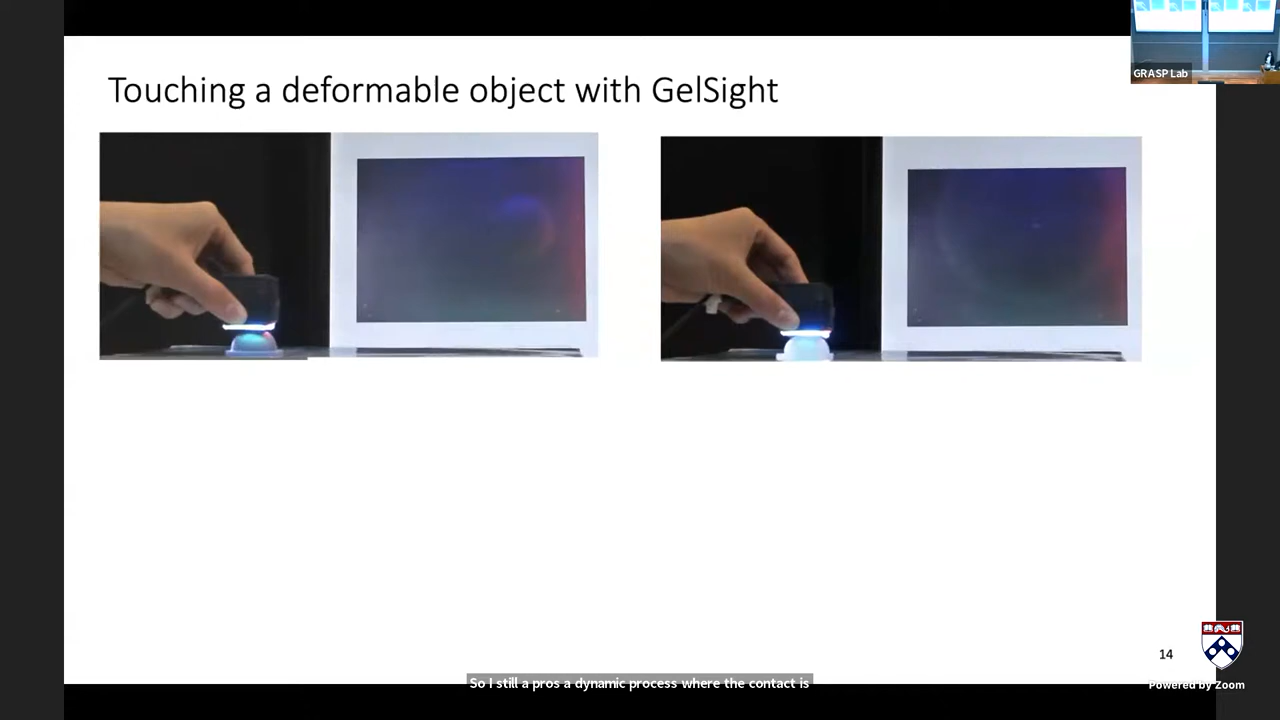 GRASP Lab
Touching a deformable object with GelSight
14
So I still a pros a dynamic process where the contact is
Powered by Zoom